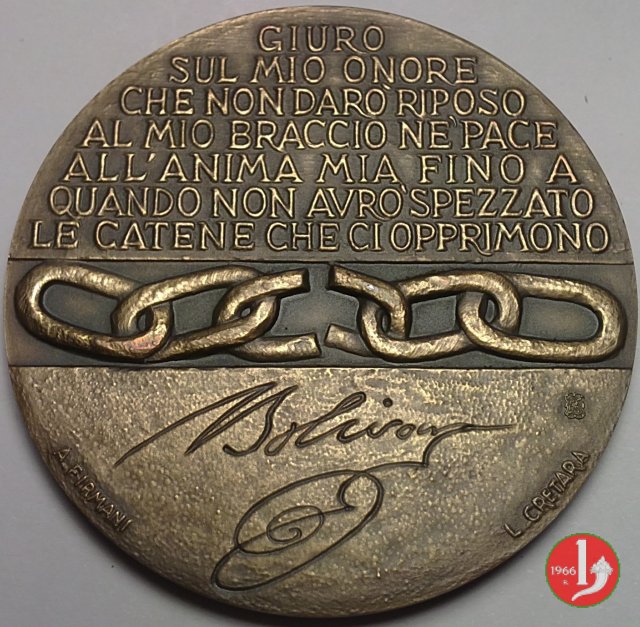 GIURO
SUL MIO ONORE
CHE NON DARÒ RIPOSO
AL MIO BRACCIO NÈ PACE
ALL'ANIMA MIA FINO A
QUANDO NON AVRÒ SPEZZATO
LE CATENE CHE CI OPPRIMONO
Bolivar
A. FIRMANI
L. CRETARA
1966
R.